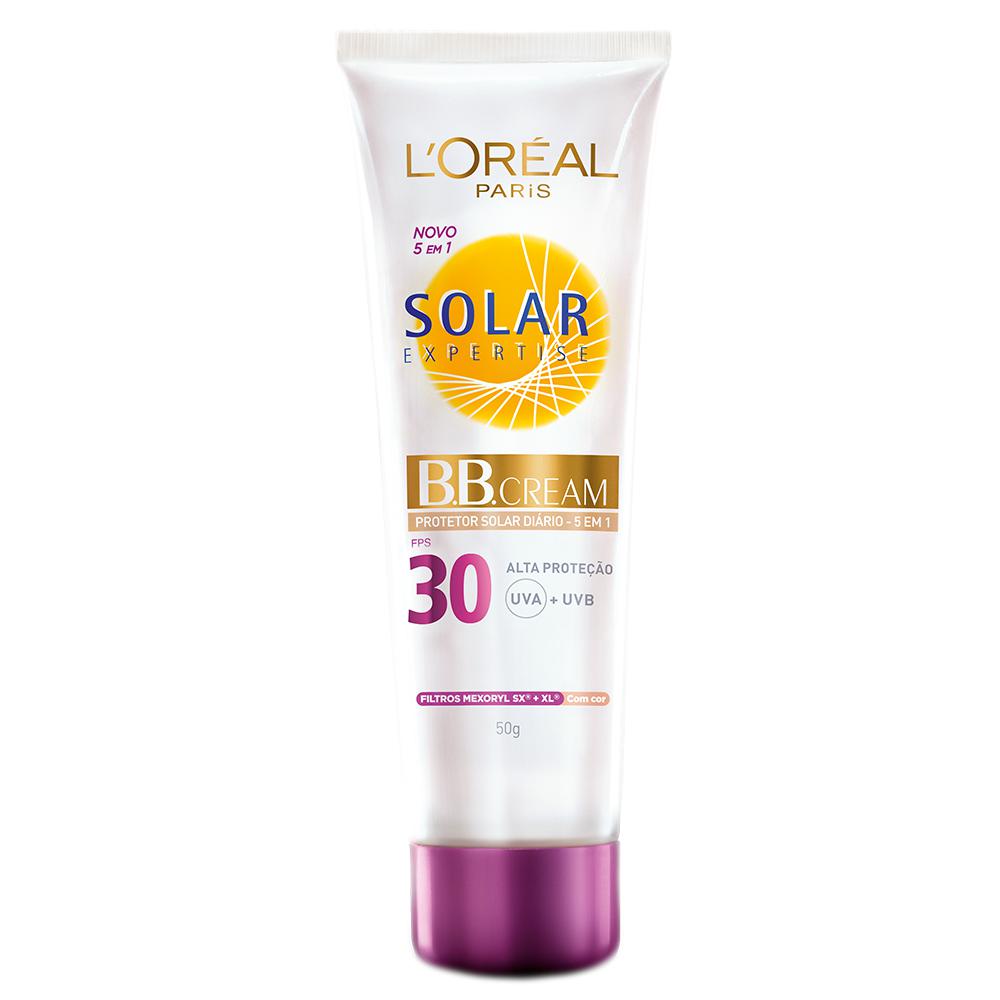 L'ORÉAL
PARiS
NOVO
5 EM 1
SOLAR
EXPERTISE
B.B. CREAM
PROTETOR SOLAR DIÁRIO - 5 EM 1
FPS
30
ALTA PROTEÇÃO
UVA + UVB
FILTROS MEXORYL SX® + XL® Com cor
50g